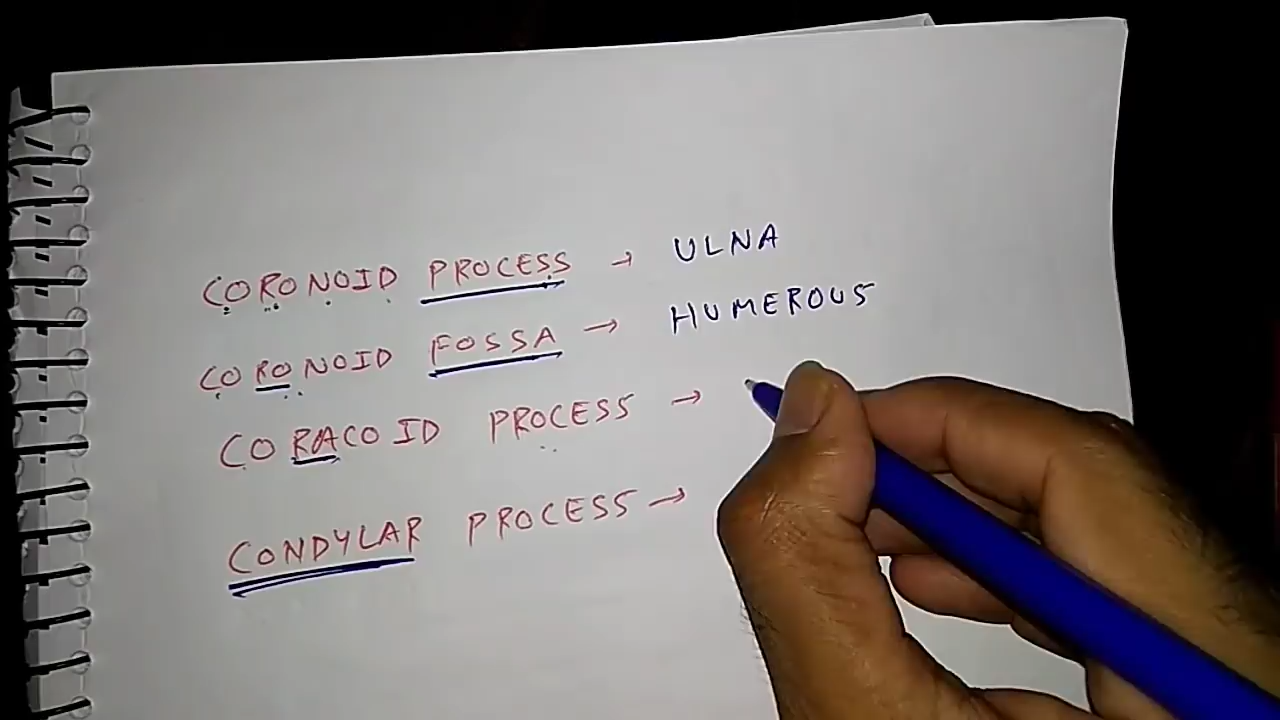 CORONOID PROCESS → ULNA
CORONOID FOSSA → HUMEROUS
CORACOID PROCESS →
CONDYLAR PROCESS →